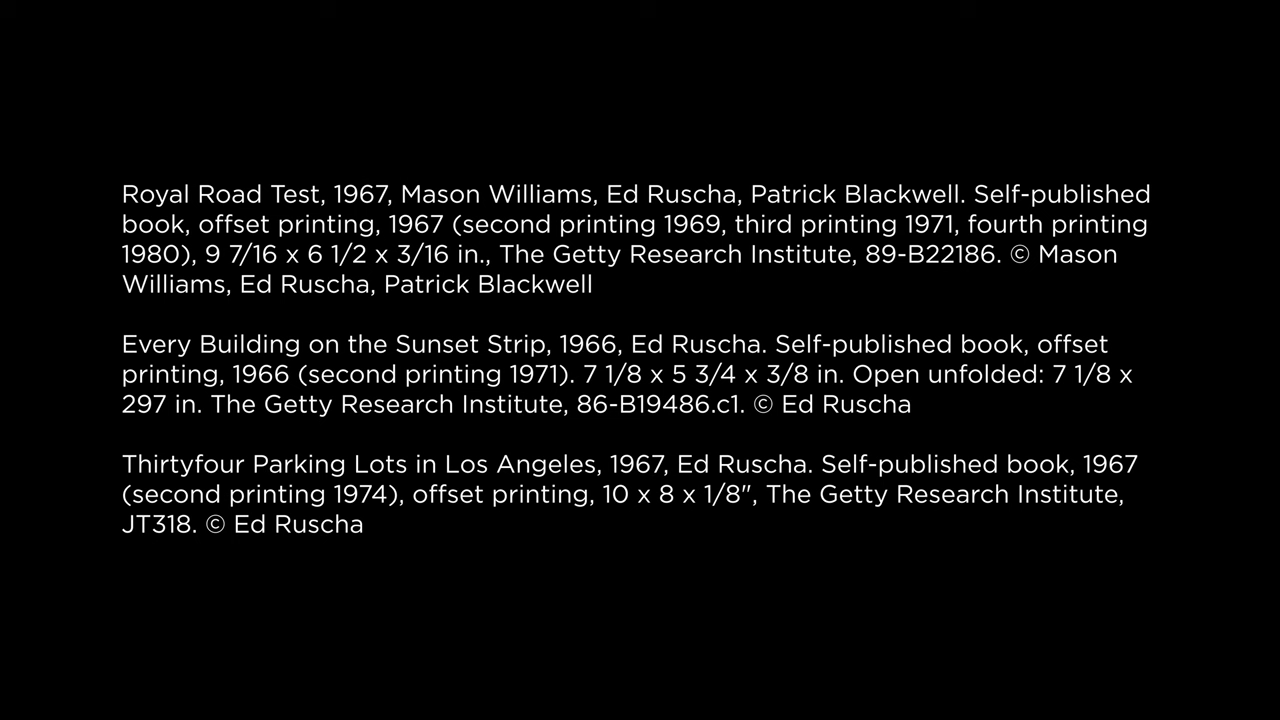 Royal Road Test, 1967, Mason Williams, Ed Ruscha, Patrick Blackwell. Self-published
book, offset printing, 1967 (second printing 1969, third printing 1971, fourth printing
1980), 9 7/16 x 6 1/2 x 3/16 in., The Getty Research Institute, 89-B22186. © Mason
Williams, Ed Ruscha, Patrick Blackwell
Every Building on the Sunset Strip, 1966, Ed Ruscha. Self-published book, offset
printing, 1966 (second printing 1971). 7 1/8 x 5 3/4 x 3/8 in. Open unfolded: 7 1/8 x
297 in. The Getty Research Institute, 86-B19486.c1. © Ed Ruscha
Thirtyfour Parking Lots in Los Angeles, 1967, Ed Ruscha. Self-published book, 1967
(second printing 1974), offset printing, 10 x 8 x 1/8", The Getty Research Institute,
JT318. © Ed Ruscha